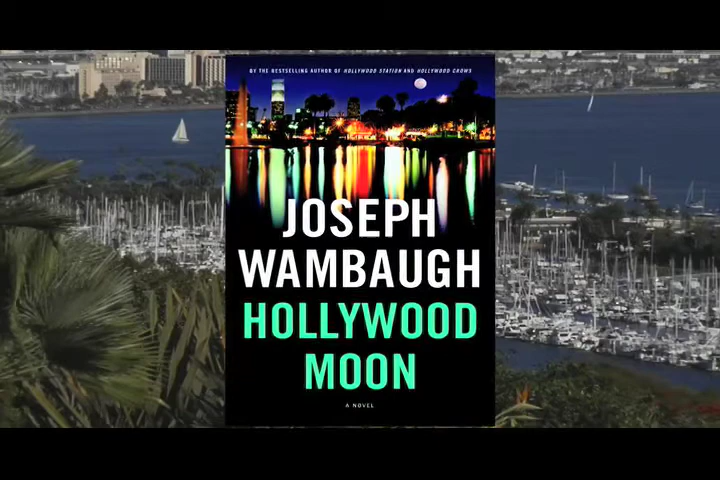 BY THE BESTSELLING AUTHOR OF HOLLYWOOD STATION AND HOLLYWOOD CROWS
JOSEPH
WAMBAUGH
HOLLYWOOD
MOON
A NOVEL